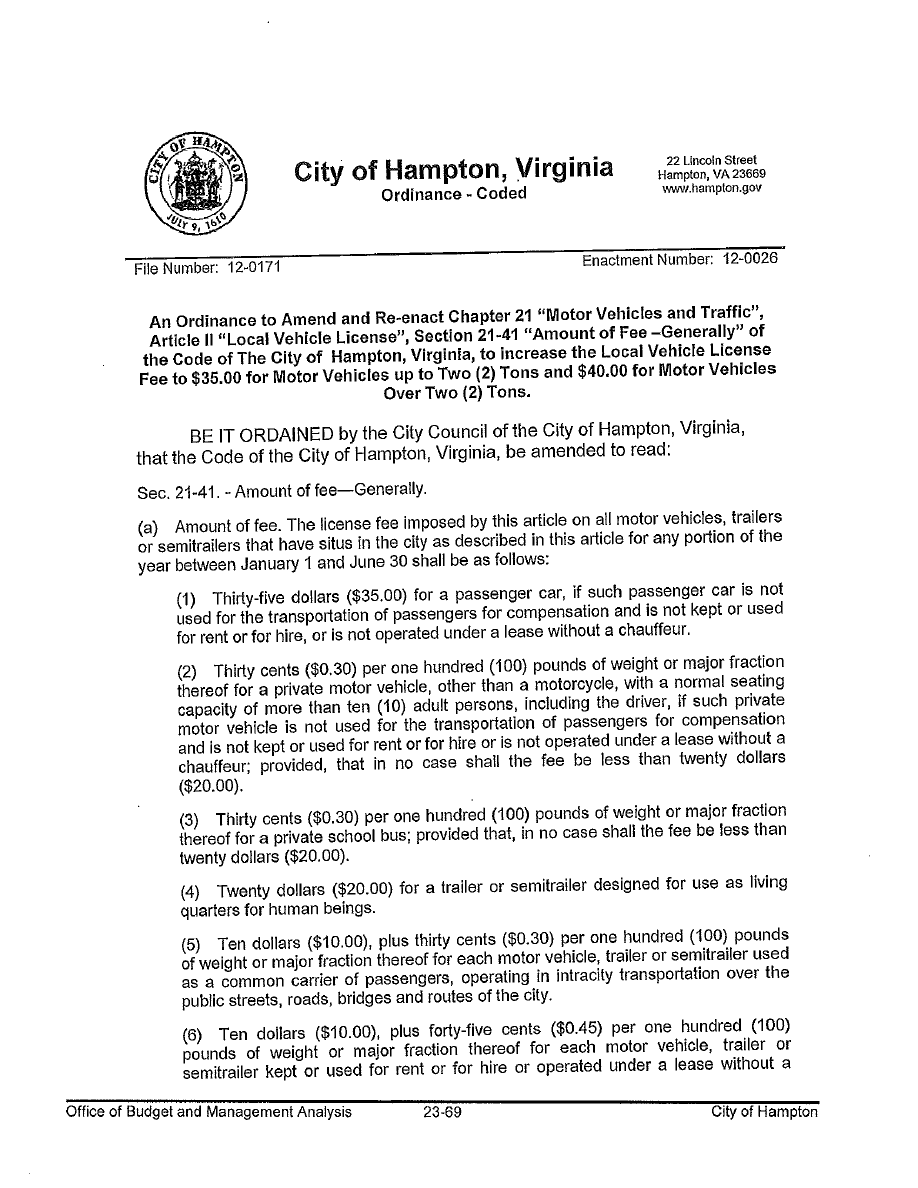 CITY OF HAMPTON
JULY 9, 1610
City of Hampton, Virginia
Ordinance - Coded
22 Lincoln Street
Hampton, VA 23669
www.hampton.gov
File Number: 12-0171
Enactment Number: 12-0026
An Ordinance to Amend and Re-enact Chapter 21 “Motor Vehicles and Traffic”,
Article II “Local Vehicle License”, Section 21-41 “Amount of Fee –Generally” of
the Code of The City of Hampton, Virginia, to increase the Local Vehicle License
Fee to $35.00 for Motor Vehicles up to Two (2) Tons and $40.00 for Motor Vehicles
Over Two (2) Tons.
BE IT ORDAINED by the City Council of the City of Hampton, Virginia,
that the Code of the City of Hampton, Virginia, be amended to read:
Sec. 21-41. - Amount of fee—Generally.
(a) Amount of fee. The license fee imposed by this article on all motor vehicles, trailers
or semitrailers that have situs in the city as described in this article for any portion of the
year between January 1 and June 30 shall be as follows:
(1) Thirty-five dollars ($35.00) for a passenger car, if such passenger car is not
used for the transportation of passengers for compensation and is not kept or used
for rent or for hire, or is not operated under a lease without a chauffeur.
(2) Thirty cents ($0.30) per one hundred (100) pounds of weight or major fraction
thereof for a private motor vehicle, other than a motorcycle, with a normal seating
capacity of more than ten (10) adult persons, including the driver, if such private
motor vehicle is not used for the transportation of passengers for compensation
and is not kept or used for rent or for hire or is not operated under a lease without a
chauffeur; provided, that in no case shall the fee be less than twenty dollars
($20.00).
(3) Thirty cents ($0.30) per one hundred (100) pounds of weight or major fraction
thereof for a private school bus; provided that, in no case shall the fee be less than
twenty dollars ($20.00).
(4) Twenty dollars ($20.00) for a trailer or semitrailer designed for use as living
quarters for human beings.
(5) Ten dollars ($10.00), plus thirty cents ($0.30) per one hundred (100) pounds
of weight or major fraction thereof for each motor vehicle, trailer or semitrailer used
as a common carrier of passengers, operating in intracity transportation over the
public streets, roads, bridges and routes of the city.
(6) Ten dollars ($10.00), plus forty-five cents ($0.45) per one hundred (100)
pounds of weight or major fraction thereof for each motor vehicle, trailer or
semitrailer kept or used for rent or for hire or operated under a lease without a
Office of Budget and Management Analysis
23-69
City of Hampton